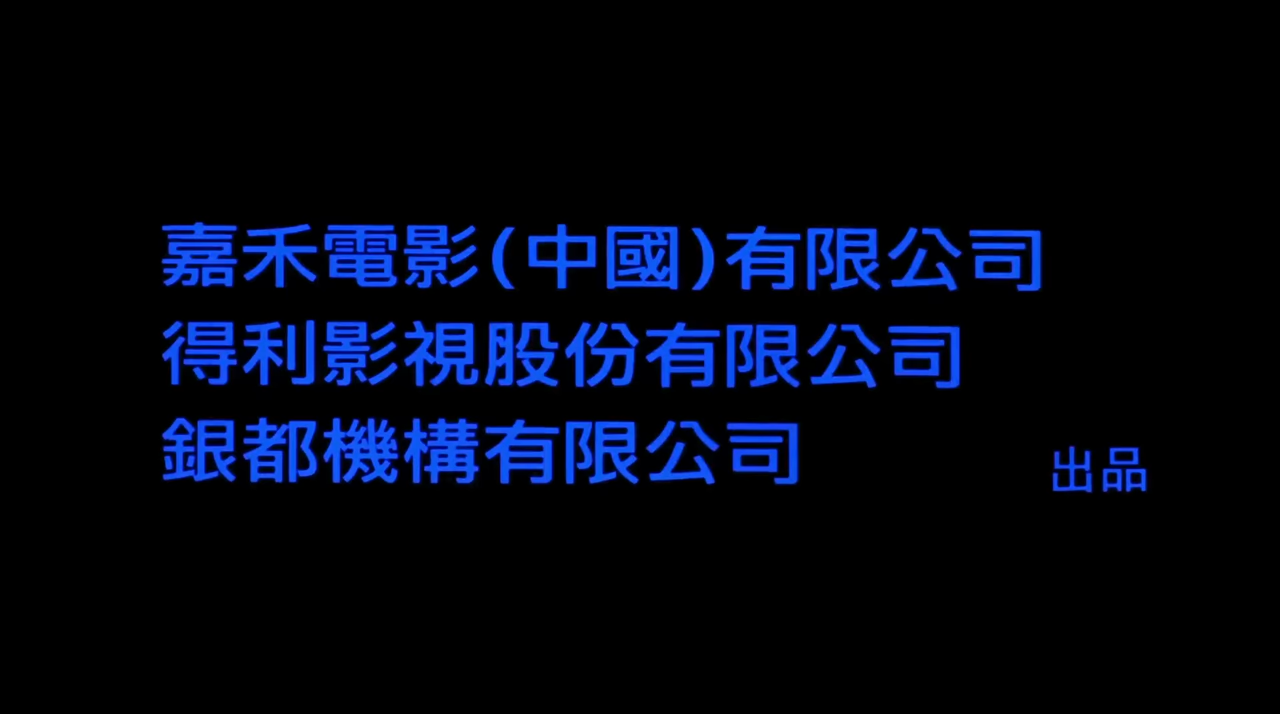 嘉禾電影(中國)有限公司
得利影視股份有限公司
銀都機構有限公司
出品